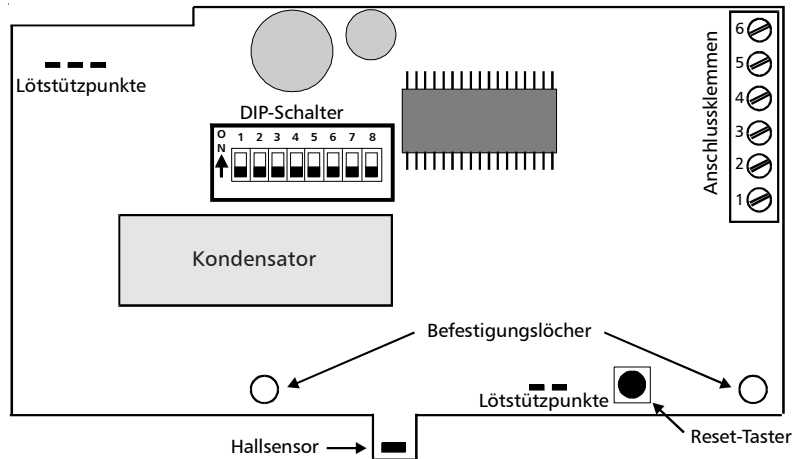 Lötstützpunkte
DIP-Schalter
O
N
1 2 3 4 5 6 7 8
Anschlussklemmen
6
5
4
3
2
1
Kondensator
Befestigungslöcher
Lötstützpunkte
Reset-Taster
Hallsensor